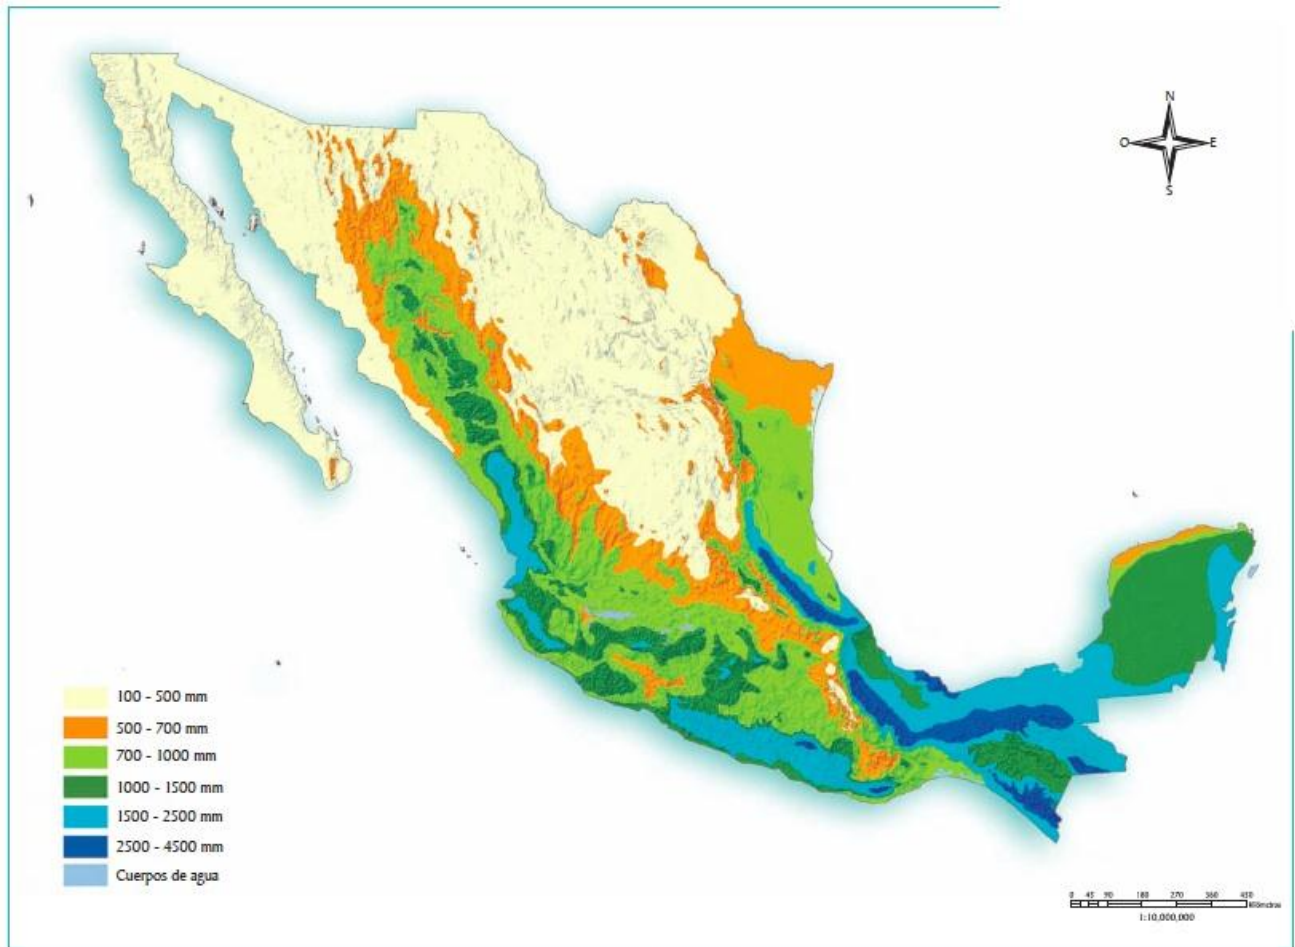 N
O E
S
100 - 500 mm
500 - 700 mm
700 - 1000 mm
1000 - 1500 mm
1500 - 2500 mm
2500 - 4500 mm
Cuerpos de agua
0 45 90 180 270 360 450
Kilómetros
1:10,000,000